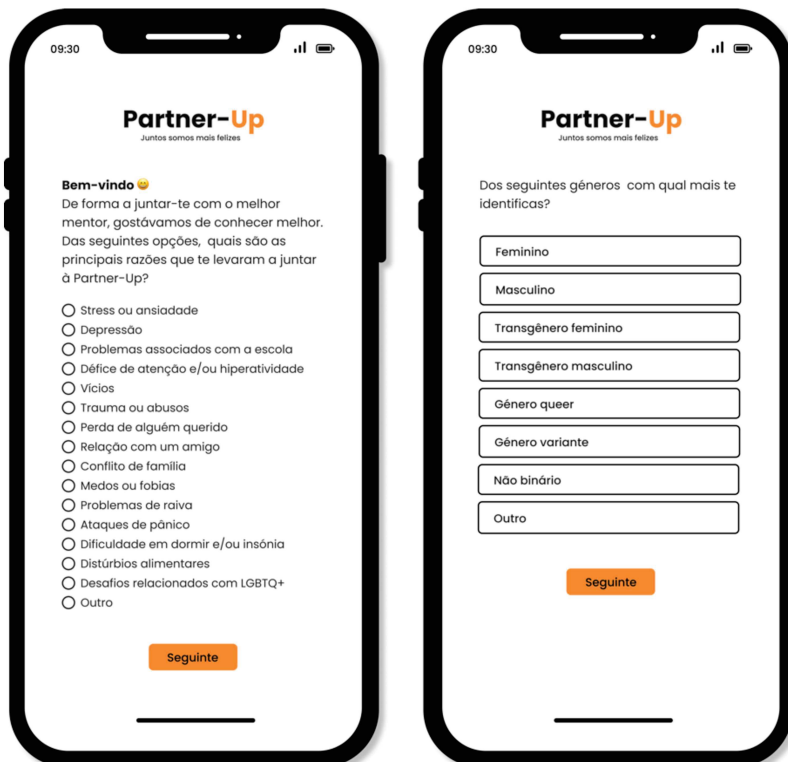 09:30
Partner-Up
Juntos somos mais felizes
Bem-vindo 😀
De forma a juntar-te com o melhor
mentor, gostávamos de conhecer melhor.
Das seguintes opções, quais são as
principais razões que te levaram a juntar
à Partner-Up?
Stress ou ansiadade
Depressão
Problemas associados com a escola
Défice de atenção e/ou hiperatividade
Vícios
Trauma ou abusos
Perda de alguém querido
Relação com um amigo
Conflito de família
Medos ou fobias
Problemas de raiva
Ataques de pânico
Dificuldade em dormir e/ou insónia
Distúrbios alimentares
Desafios relacionados com LGBTQ+
Outro
Seguinte
09:30
Partner-Up
Juntos somos mais felizes
Dos seguintes géneros com qual mais te
identificas?
Feminino
Masculino
Transgênero feminino
Transgênero masculino
Género queer
Género variante
Não binário
Outro
Seguinte